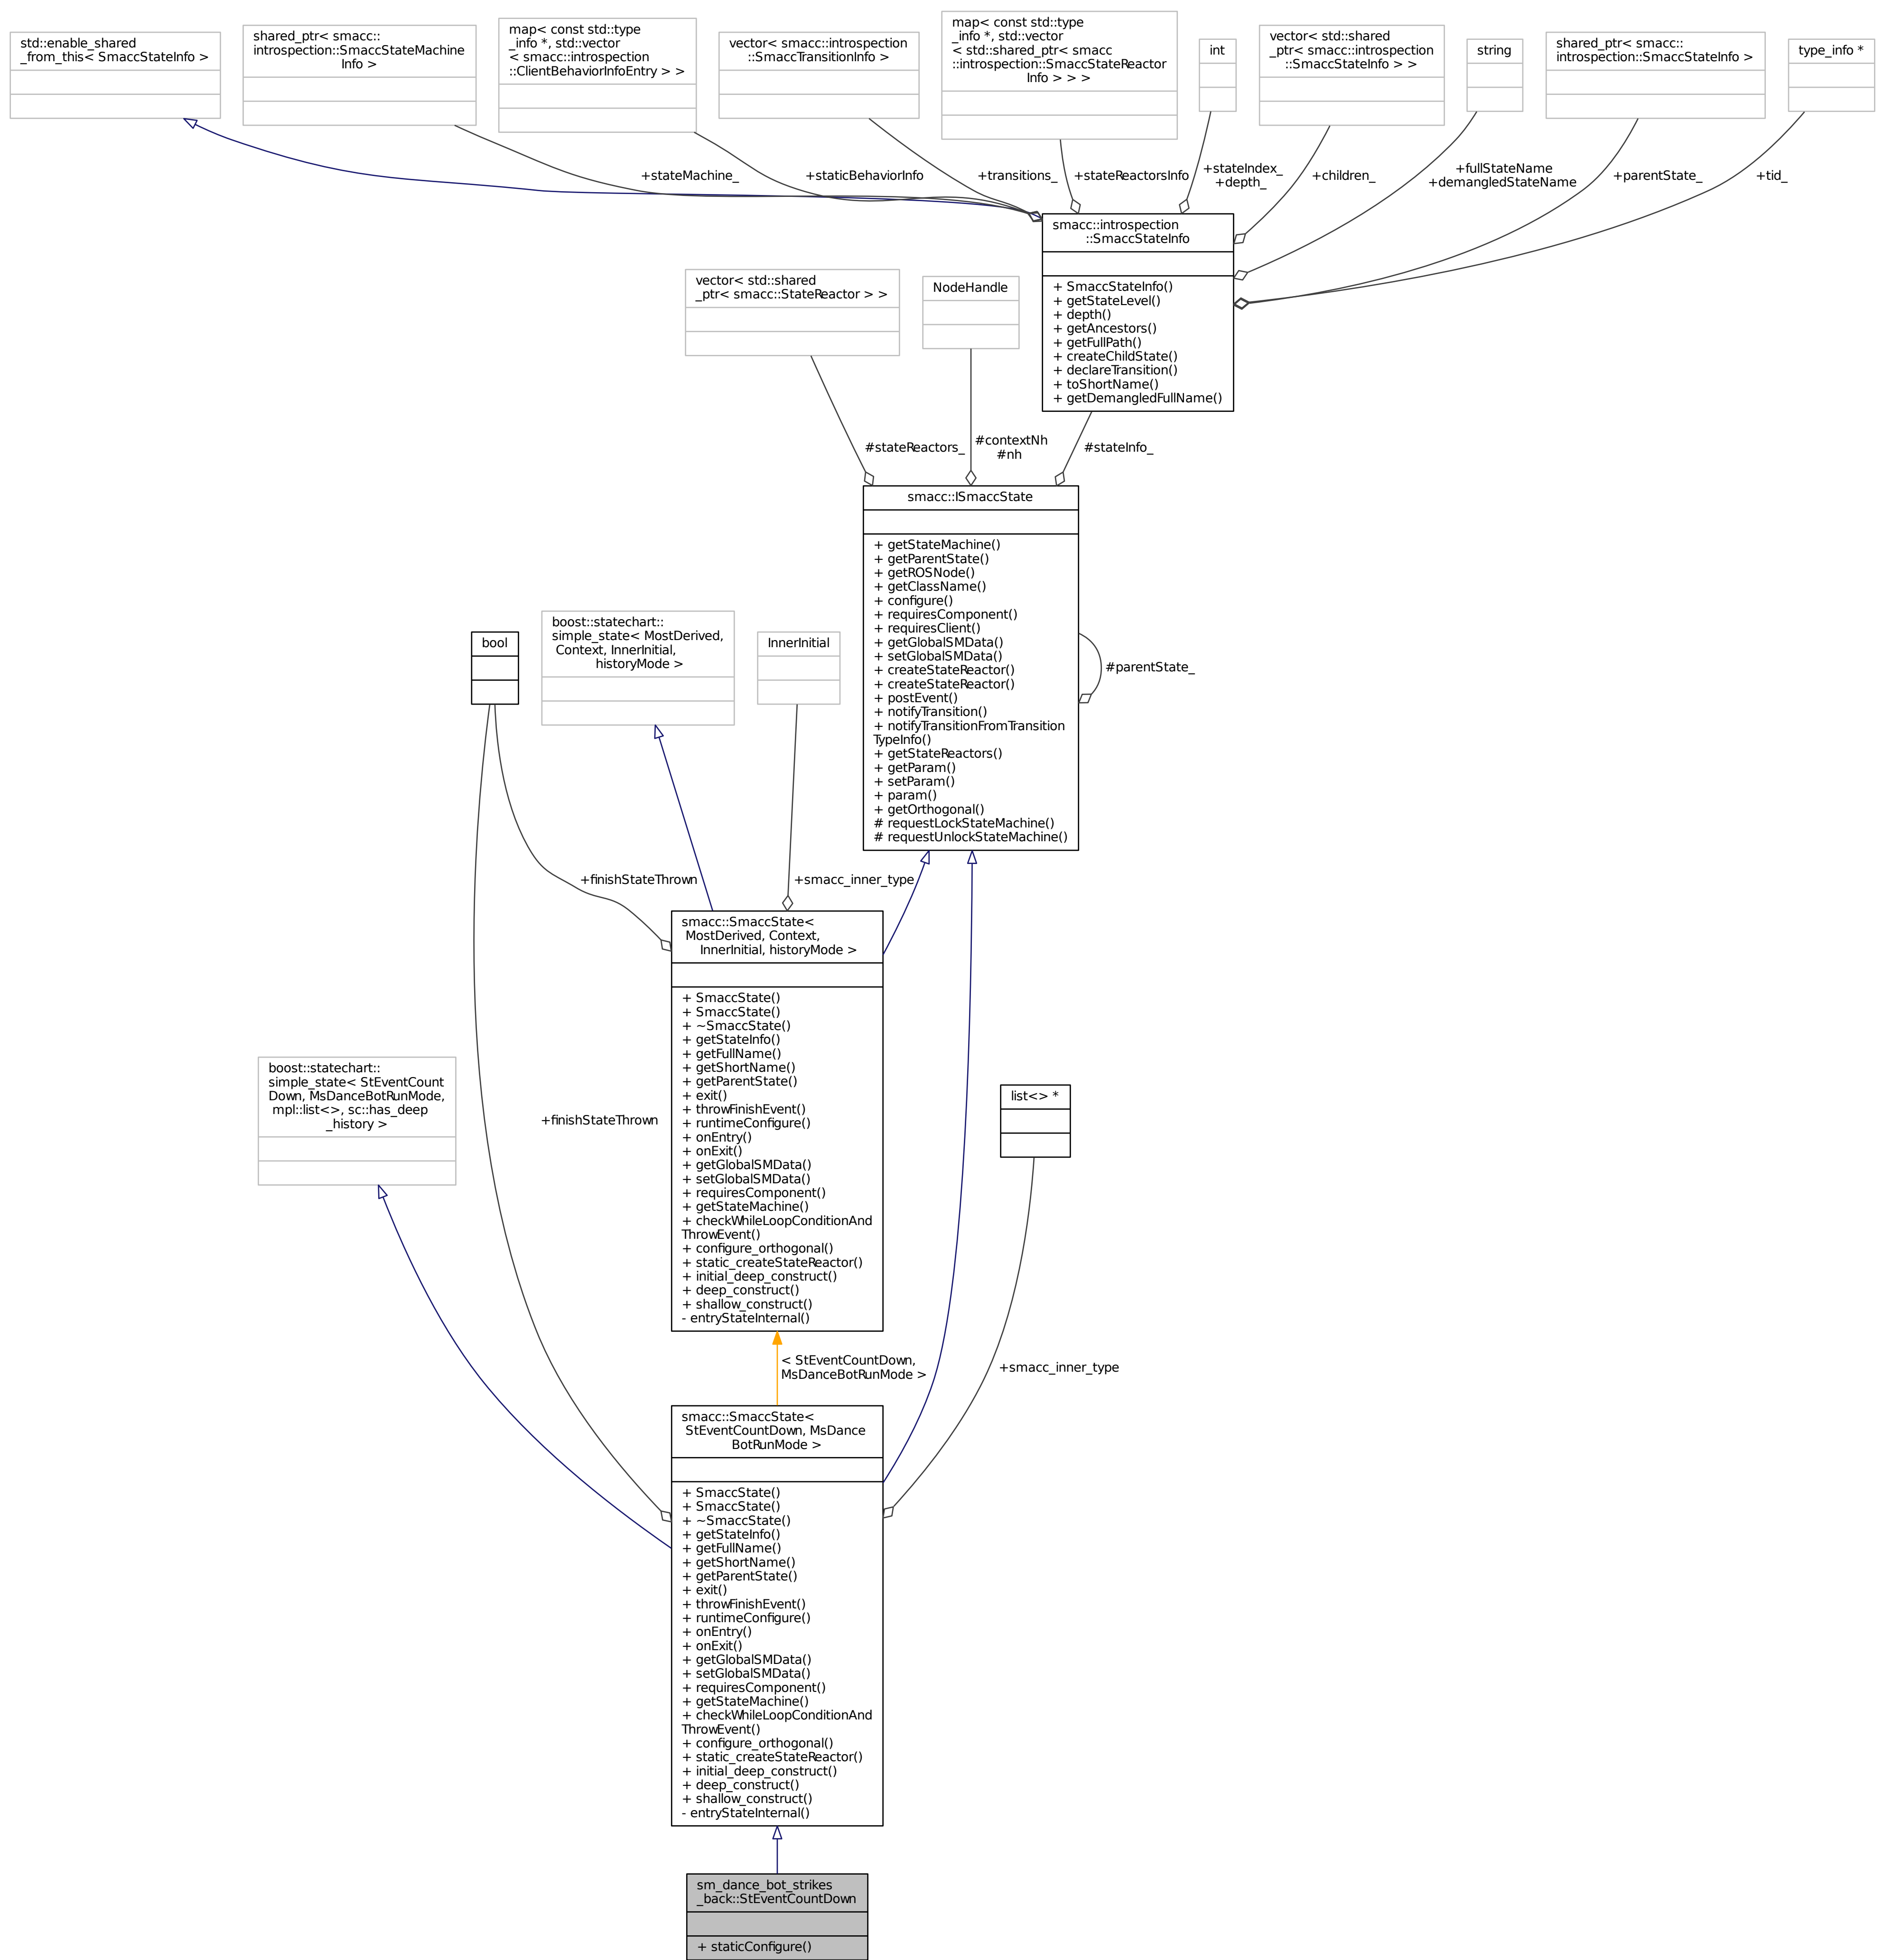 std::enable_shared
_from_this< SmaccStateInfo >
shared_ptr< smacc::
introspection::SmaccStateMachine
Info >
map< const std::type
_info *, std::vector
< smacc::introspection
::ClientBehaviorInfoEntry > >
vector< smacc::introspection
::SmaccTransitionInfo >
map< const std::type
_info *, std::vector
< std::shared_ptr< smacc
::introspection::SmaccStateReactor
Info > > >
int
vector< std::shared
_ptr< smacc::introspection
::SmaccStateInfo > >
string
shared_ptr< smacc::
introspection::SmaccStateInfo >
type_info *
+stateMachine_
+staticBehaviorInfo
+transitions_
+stateReactorsInfo
+stateIndex_
+depth_
+children_
+fullStateName
+demangledStateName
+parentState_
+tid_
smacc::introspection
::SmaccStateInfo
+ SmaccStateInfo()
+ getStateLevel()
+ depth()
+ getAncestors()
+ getFullPath()
+ createChildState()
+ declareTransition()
+ toShortName()
+ getDemangledFullName()
vector< std::shared
_ptr< smacc::StateReactor > >
NodeHandle
#stateReactors_
#contextNh
#nh
#stateInfo_
smacc::ISmaccState
+ getStateMachine()
+ getParentState()
+ getROSNode()
+ getClassName()
+ configure()
+ requiresComponent()
+ requiresClient()
+ getGlobalSMData()
+ setGlobalSMData()
+ createStateReactor()
+ createStateReactor()
+ postEvent()
+ notifyTransition()
+ notifyTransitionFromTransition
TypeInfo()
+ getStateReactors()
+ getParam()
+ setParam()
+ param()
+ getOrthogonal()
# requestLockStateMachine()
# requestUnlockStateMachine()
#parentState_
bool
boost::statechart::
simple_state< MostDerived,
Context, InnerInitial,
historyMode >
InnerInitial
+finishStateThrown
+smacc_inner_type
smacc::SmaccState<
MostDerived, Context,
InnerInitial, historyMode >
+ SmaccState()
+ SmaccState()
+ ~SmaccState()
+ getStateInfo()
+ getFullName()
+ getShortName()
+ getParentState()
+ exit()
+ throwFinishEvent()
+ runtimeConfigure()
+ onEntry()
+ onExit()
+ getGlobalSMData()
+ setGlobalSMData()
+ requiresComponent()
+ getStateMachine()
+ checkWhileLoopConditionAnd
ThrowEvent()
+ configure_orthogonal()
+ static_createStateReactor()
+ initial_deep_construct()
+ deep_construct()
+ shallow_construct()
- entryStateInternal()
boost::statechart::
simple_state< StEventCount
Down, MsDanceBotRunMode,
mpl::list<>, sc::has_deep
_history >
+finishStateThrown
list<> *
< StEventCountDown,
MsDanceBotRunMode >
+smacc_inner_type
smacc::SmaccState<
StEventCountDown, MsDance
BotRunMode >
+ SmaccState()
+ SmaccState()
+ ~SmaccState()
+ getStateInfo()
+ getFullName()
+ getShortName()
+ getParentState()
+ exit()
+ throwFinishEvent()
+ runtimeConfigure()
+ onEntry()
+ onExit()
+ getGlobalSMData()
+ setGlobalSMData()
+ requiresComponent()
+ getStateMachine()
+ checkWhileLoopConditionAnd
ThrowEvent()
+ configure_orthogonal()
+ static_createStateReactor()
+ initial_deep_construct()
+ deep_construct()
+ shallow_construct()
- entryStateInternal()
sm_dance_bot_strikes
_back::StEventCountDown
+ staticConfigure()